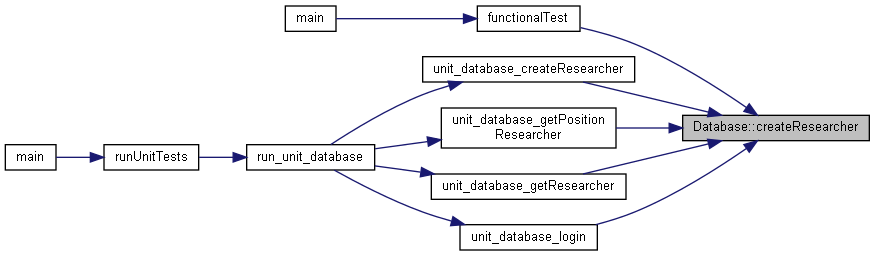 main
functionalTest
unit_database_createResearcher
unit_database_getPosition
Researcher
Database::createResearcher
main
runUnitTests
run_unit_database
unit_database_getResearcher
unit_database_login